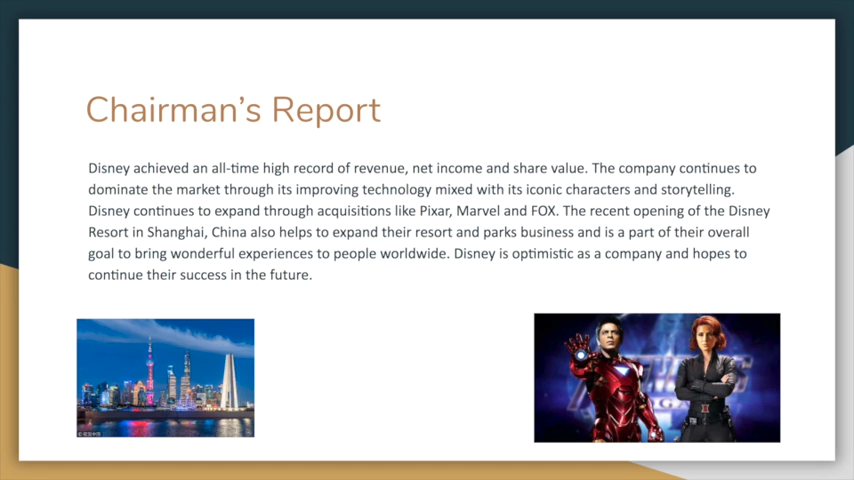 Chairman's Report
Disney achieved an all-time high record of revenue, net income and share value. The company continues to
dominate the market through its improving technology mixed with its iconic characters and storytelling.
Disney continues to expand through acquisitions like Pixar, Marvel and FOX. The recent opening of the Disney
Resort in Shanghai, China also helps to expand their resort and parks business and is a part of their overall
goal to bring wonderful experiences to people worldwide. Disney is optimistic as a company and hopes to
continue their success in the future.